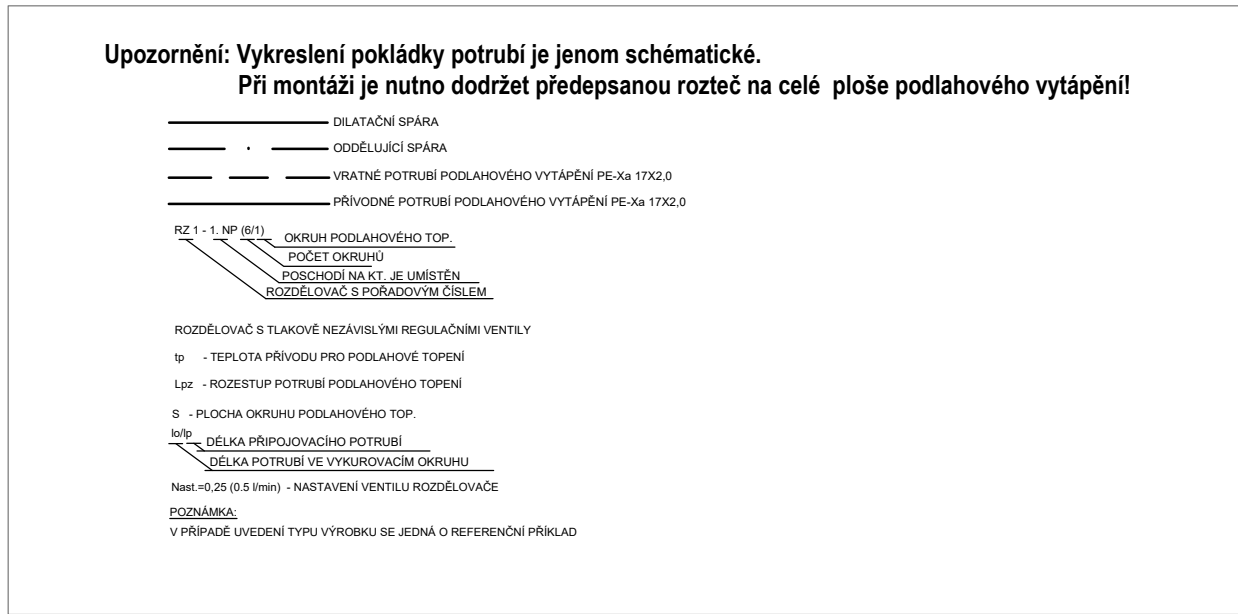 Upozornění: Vykreslení pokládky potrubí je jenom schématické.
Při montáži je nutno dodržet předepsanou rozteč na celé ploše podlahového vytápění!
DILATAČNÍ SPÁRA
ODDĚLUJÍCÍ SPÁRA
VRATNÉ POTRUBÍ PODLAHOVÉHO VYTÁPĚNÍ PE-Xa 17X2,0
PŘÍVODNÉ POTRUBÍ PODLAHOVÉHO VYTÁPĚNÍ PE-Xa 17X2,0
RZ 1 - 1. NP (6/1)
OKRUH PODLAHOVÉHO TOP.
POČET OKRUHŮ
POSCHODÍ NA KT. JE UMÍSTĚN
ROZDĚLOVAČ S POŘADOVÝM ČÍSLEM
ROZDĚLOVAČ S TLAKOVĚ NEZÁVISLÝMI REGULAČNÍMI VENTILY
tp - TEPLOTA PŘÍVODU PRO PODLAHOVÉ TOPENÍ
Lpz - ROZESTUP POTRUBÍ PODLAHOVÉHO TOPENÍ
S - PLOCHA OKRUHU PODLAHOVÉHO TOP.
lo/lp
DÉLKA PŘIPOJOVACÍHO POTRUBÍ
DÉLKA POTRUBÍ VE VYKUROVACÍM OKRUHU
Nast.=0,25 (0.5 l/min) - NASTAVENÍ VENTILU ROZDĚLOVAČE
POZNÁMKA:
V PŘÍPADĚ UVEDENÍ TYPU VÝROBKU SE JEDNÁ O REFERENČNÍ PŘÍKLAD